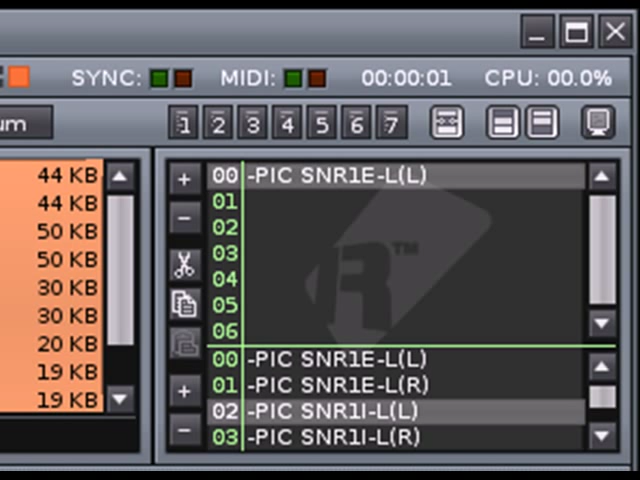 SYNC: MIDI: 00:00:01 CPU: 00.0%
um 1 2 3 4 5 6 7
44 KB
44 KB
50 KB
50 KB
30 KB
30 KB
20 KB
19 KB
19 KB
00 -PIC SNR1E-L(L)
01
02
03
04
05
06
R™
00 -PIC SNR1E-L(L)
01 -PIC SNR1E-L(R)
02 -PIC SNR1I-L(L)
03 -PIC SNR1I-L(R)